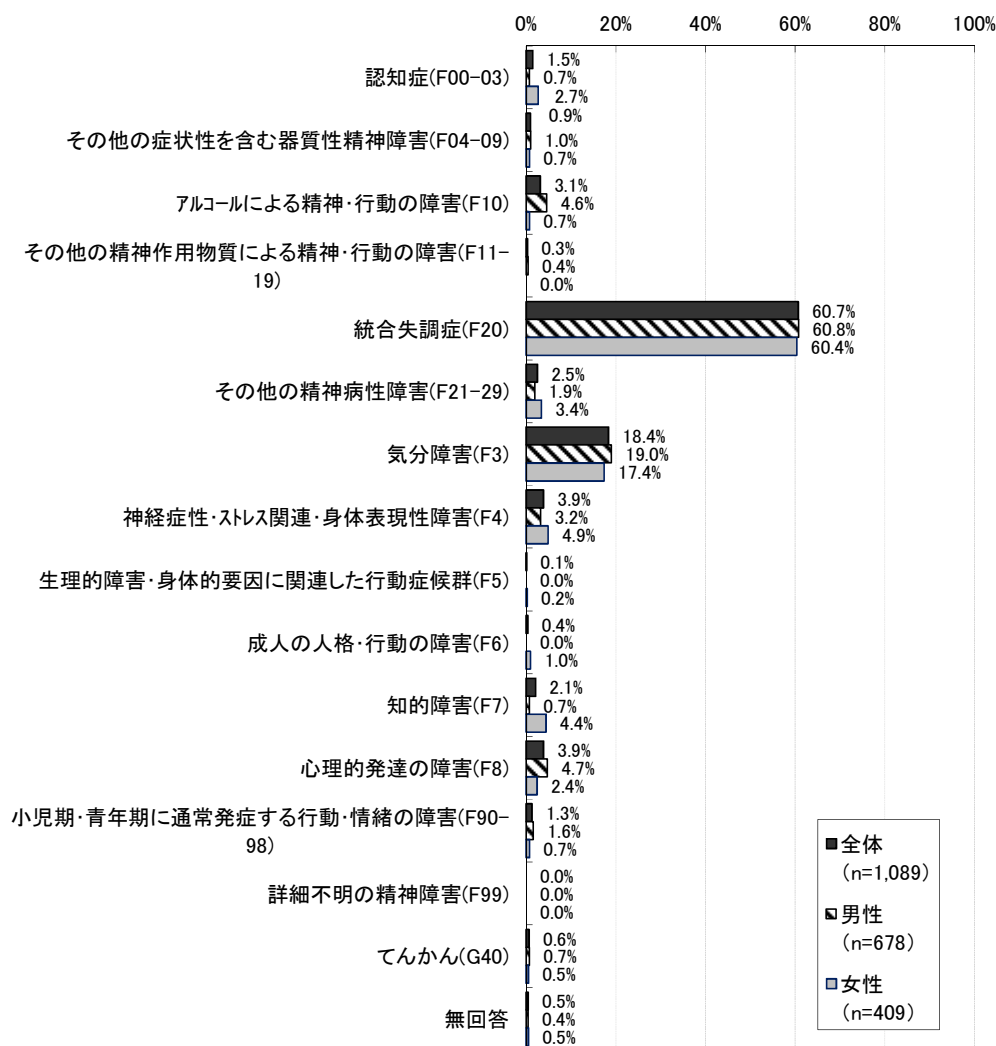 0% 20% 40% 60% 80% 100%
認知症(F00-03)
1.5%
0.7%
2.7%
その他の症状性を含む器質性精神障害(F04-09)
0.9%
1.0%
0.7%
ｱﾙｺｰﾙによる精神･行動の障害(F10)
3.1%
4.6%
0.7%
その他の精神作用物質による精神･行動の障害(F11-
19)
0.3%
0.4%
0.0%
統合失調症(F20)
60.7%
60.8%
60.4%
その他の精神病性障害(F21-29)
2.5%
1.9%
3.4%
気分障害(F3)
18.4%
19.0%
17.4%
神経症性･ｽﾄﾚｽ関連･身体表現性障害(F4)
3.9%
3.2%
4.9%
生理的障害･身体的要因に関連した行動症候群(F5)
0.1%
0.0%
0.2%
成人の人格･行動の障害(F6)
0.4%
0.0%
1.0%
知的障害(F7)
2.1%
0.7%
4.4%
心理的発達の障害(F8)
3.9%
4.7%
2.4%
小児期･青年期に通常発症する行動･情緒の障害(F90-
98)
1.3%
1.6%
0.7%
詳細不明の精神障害(F99)
0.0%
0.0%
0.0%
てんかん(G40)
0.6%
0.7%
0.5%
無回答
0.5%
0.4%
0.5%
全体
(n=1,089)
男性
(n=678)
女性
(n=409)